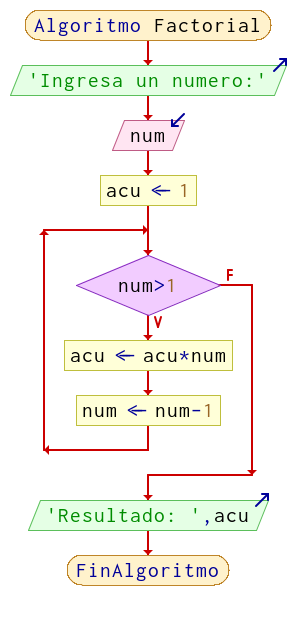 Algoritmo Factorial
'Ingresa un numero:'
num
acu ← 1
num>1
F
V
acu ← acu*num
num ← num-1
'Resultado: ',acu
FinAlgoritmo